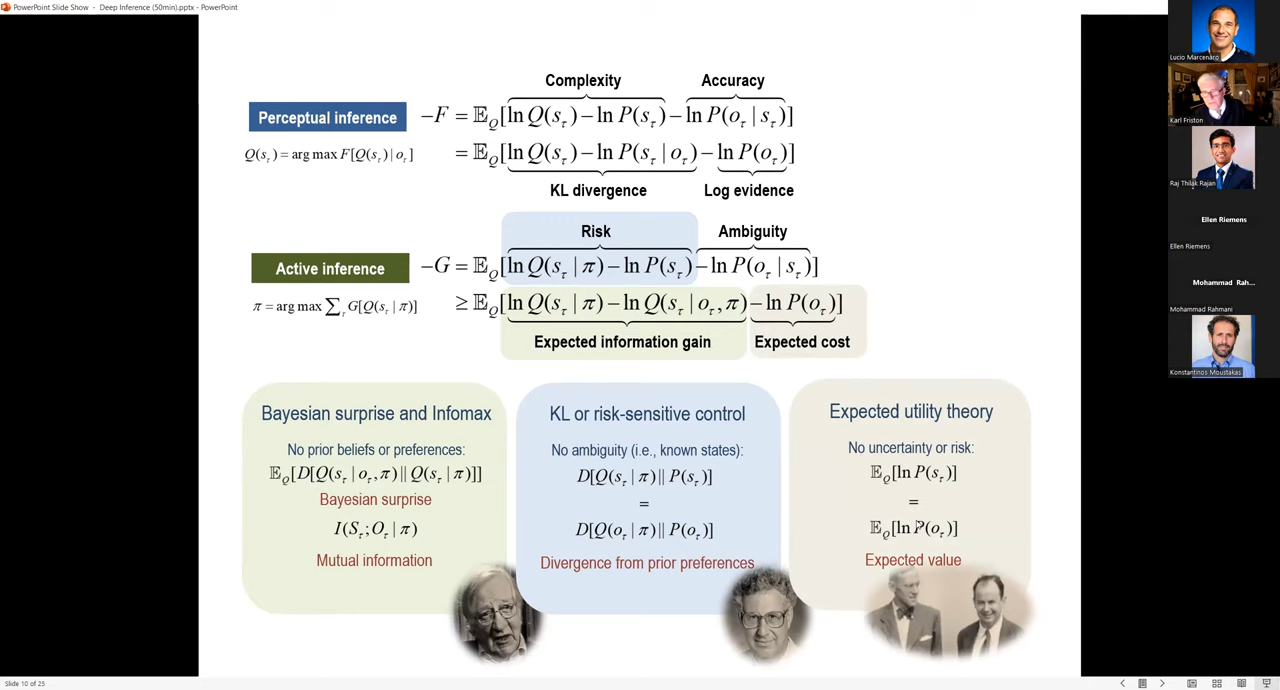 PowerPoint Slide Show - Deep Inference (50min).pptx - PowerPoint
Complexity Accuracy
Perceptual inference
−F = 𝔼_Q[ln Q(s_τ) − ln P(s_τ) − ln P(o_τ | s_τ)]
Q(s_τ) = arg max F[Q(s_τ) | o_τ]
= 𝔼_Q[ln Q(s_τ) − ln P(s_τ | o_τ) − ln P(o_τ)]
KL divergence Log evidence
Risk Ambiguity
Active inference
−G = 𝔼_Q[ln Q(s_τ | π) − ln P(s_τ) − ln P(o_τ | s_τ)]
π = arg max ∑_τ G[Q(s_τ | π)]
≥ 𝔼_Q[ln Q(s_τ | π) − ln Q(s_τ | o_τ, π) − ln P(o_τ)]
Expected information gain Expected cost
Bayesian surprise and Infomax
No prior beliefs or preferences:
𝔼_Q[D[Q(s_τ | o_τ, π) || Q(s_τ | π)]]
Bayesian surprise
I(S_τ; O_τ | π)
Mutual information
KL or risk-sensitive control
No ambiguity (i.e., known states):
D[Q(s_τ | π) || P(s_τ)]
=
D[Q(o_τ | π) || P(o_τ)]
Divergence from prior preferences
Expected utility theory
No uncertainty or risk:
𝔼_Q[ln P(s_τ)]
=
𝔼_Q[ln P(o_τ)]
Expected value
Lucio Marcenaro
Karl Friston
Raj Thilak Rajan
Ellen Riemens
Ellen Riemens
Mohammad Rah...
Mohammad Rahmani
Konstantinos Moustakas
Slide 10 of 25